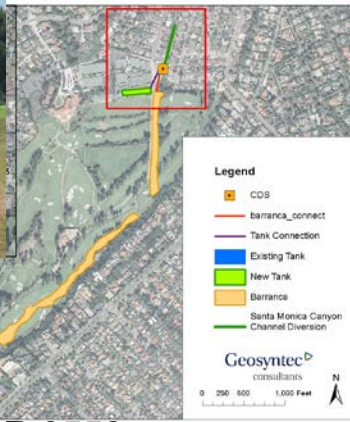 Legend
CDS
barranca_connect
Tank Connection
Existing Tank
New Tank
Barranca
Santa Monica Canyon
Channel Diversion
Geosyntec
consultants
N
0 250 500 1,000 Feet